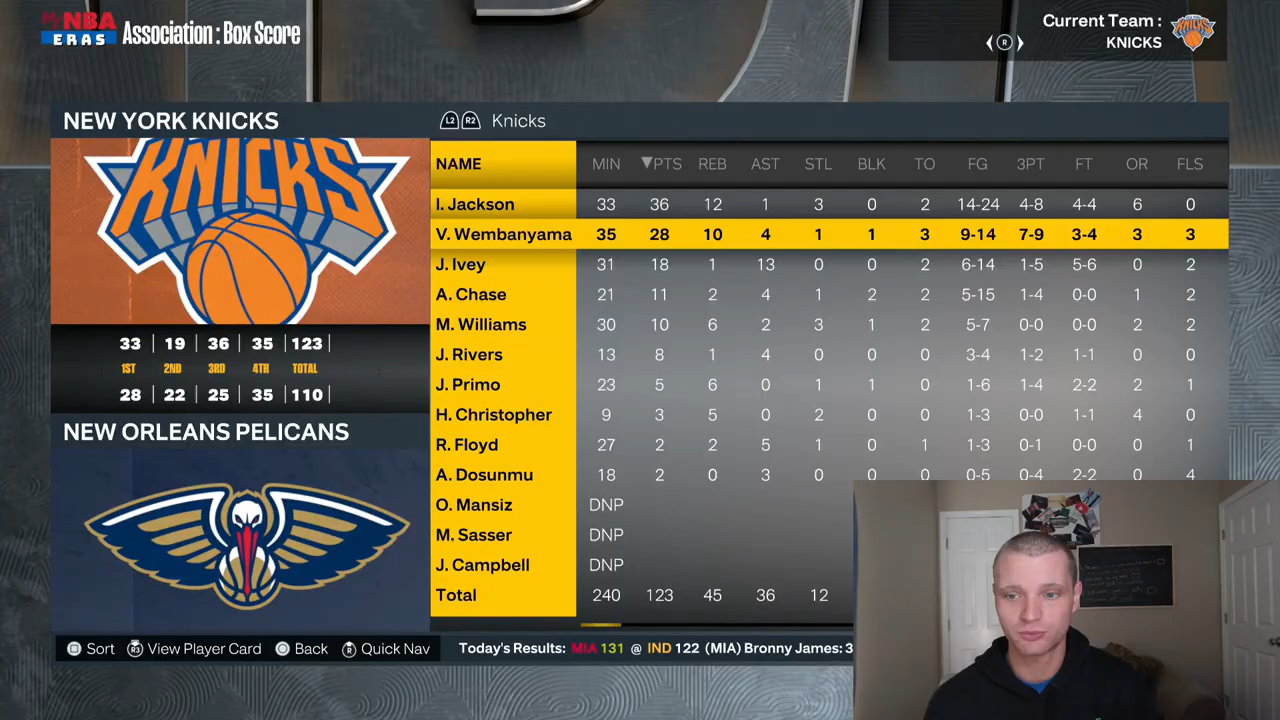 MyNBA
ERAS
Association : Box Score
Current Team :
R
KNICKS
NEW YORK KNICKS
KNICKS
33 19 36 35 123
1ST 2ND 3RD 4TH TOTAL
28 22 25 35 110
NEW ORLEANS PELICANS
L2 R2 Knicks
NAME MIN ▼PTS REB AST STL BLK TO FG 3PT FT OR FLS
I. Jackson 33 36 12 1 3 0 2 14-24 4-8 4-4 6 0
V. Wembanyama 35 28 10 4 1 1 3 9-14 7-9 3-4 3 3
J. Ivey 31 18 1 13 0 0 2 6-14 1-5 5-6 0 2
A. Chase 21 11 2 4 1 2 2 5-15 1-4 0-0 1 2
M. Williams 30 10 6 2 3 1 2 5-7 0-0 0-0 2 2
J. Rivers 13 8 1 4 0 0 0 3-4 1-2 1-1 0 0
J. Primo 23 5 6 0 1 1 0 1-6 1-4 2-2 2 1
H. Christopher 9 3 5 0 2 0 0 1-3 0-0 1-1 4 0
R. Floyd 27 2 2 5 1 0 1 1-3 0-1 0-0 0 1
A. Dosunmu 18 2 0 3 0 0 0 0-5 0-4 2-2 0 4
O. Mansiz DNP
M. Sasser DNP
J. Campbell DNP
Total 240 123 45 36 12
Sort R3 View Player Card Back R Quick Nav
Today's Results: MIA 131 @ IND 122 (MIA) Bronny James: 3